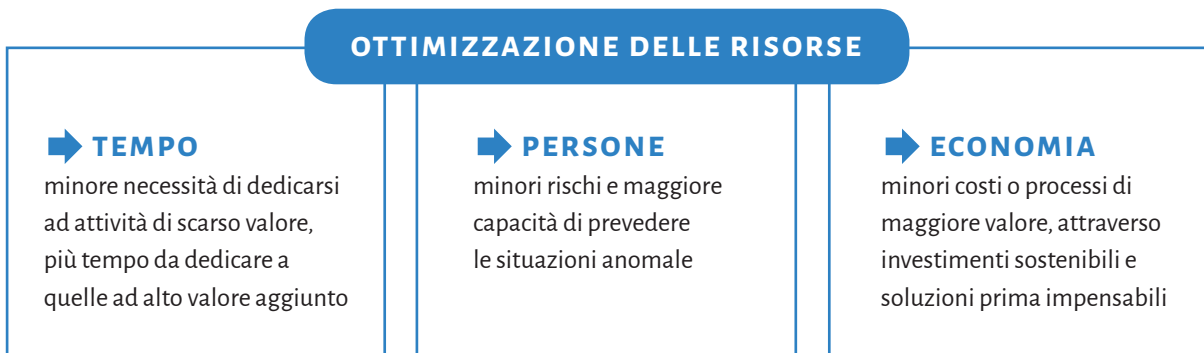 OTTIMIZZAZIONE DELLE RISORSE
TEMPO
minore necessità di dedicarsi
ad attività di scarso valore,
più tempo da dedicare a
quelle ad alto valore aggiunto
PERSONE
minori rischi e maggiore
capacità di prevedere
le situazioni anomale
ECONOMIA
minori costi o processi di
maggiore valore, attraverso
investimenti sostenibili e
soluzioni prima impensabili